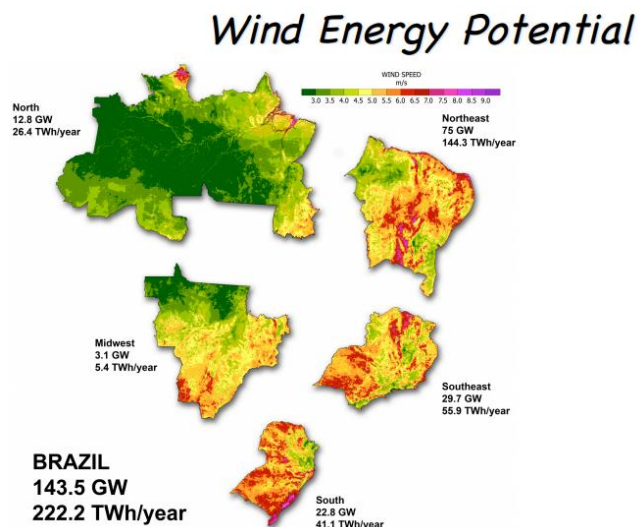 Wind Energy Potential
WIND SPEED
m/s
3.0 3.5 4.0 4.5 5.0 5.5 6.0 6.5 7.0 7.5 8.0 8.5 9.0
North
12.8 GW
26.4 TWh/year
Northeast
75 GW
144.3 TWh/year
Midwest
3.1 GW
5.4 TWh/year
Southeast
29.7 GW
55.9 TWh/year
BRAZIL
143.5 GW
222.2 TWh/year
South
22.8 GW
41.1 TWh/year